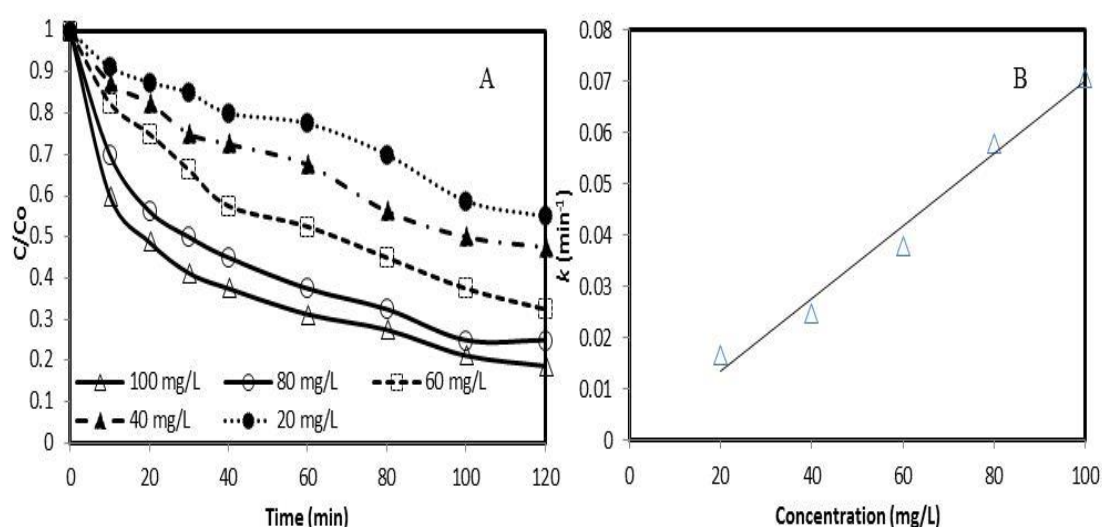 1
0.9
0.8
0.7
0.6
0.5
0.4
0.3
0.2
0.1
0
C/Co
A
100 mg/L 80 mg/L 60 mg/L
40 mg/L 20 mg/L
0 20 40 60 80 100 120
Time (min)
0.08
0.07
0.06
0.05
0.04
0.03
0.02
0.01
0
k (min-1)
B
0 20 40 60 80 100
Concentration (mg/L)